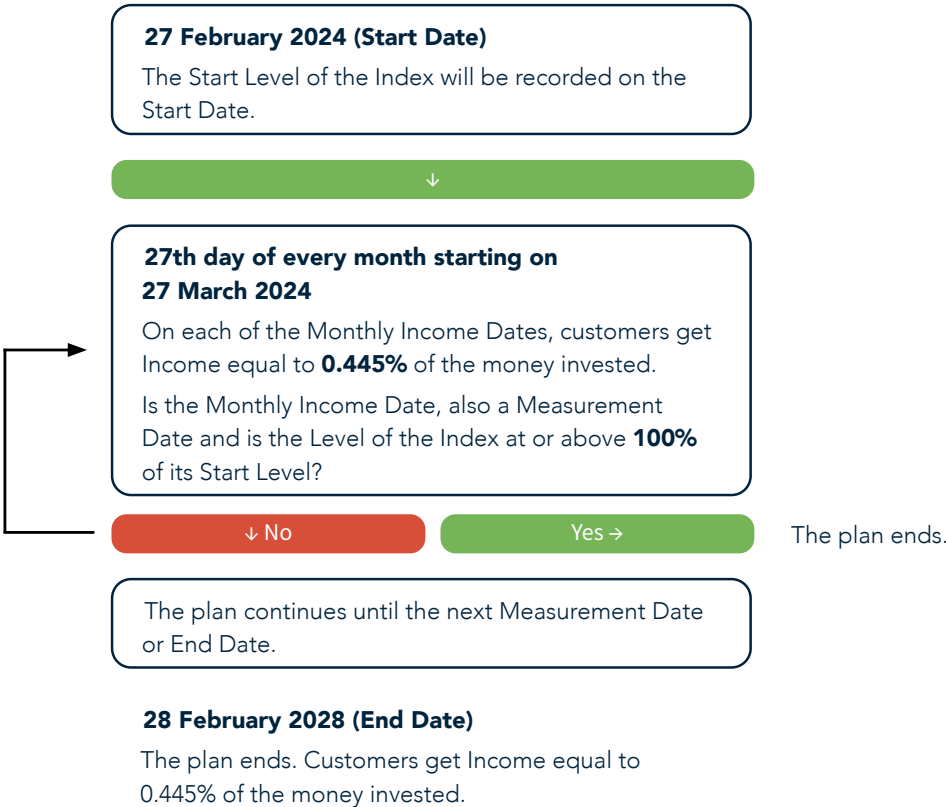 27 February 2024 (Start Date)
The Start Level of the Index will be recorded on the
Start Date.
↓
27th day of every month starting on
27 March 2024
On each of the Monthly Income Dates, customers get
Income equal to 0.445% of the money invested.
Is the Monthly Income Date, also a Measurement
Date and is the Level of the Index at or above 100%
of its Start Level?
↓ No
Yes →
The plan ends.
The plan continues until the next Measurement Date
or End Date.
28 February 2028 (End Date)
The plan ends. Customers get Income equal to
0.445% of the money invested.